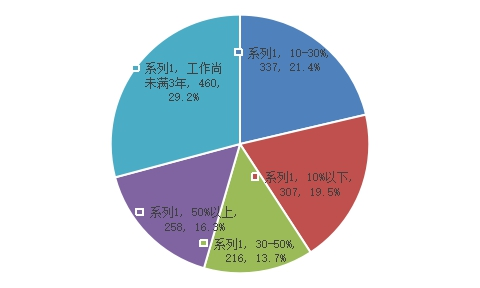 系列1, 10-30%,
337, 21.4%
系列1, 工作尚
未满3年, 460,
29.2%
系列1, 10%以下,
307, 19.5%
系列1, 50%以上,
258, 16.3%
系列1, 30-50%,
216, 13.7%